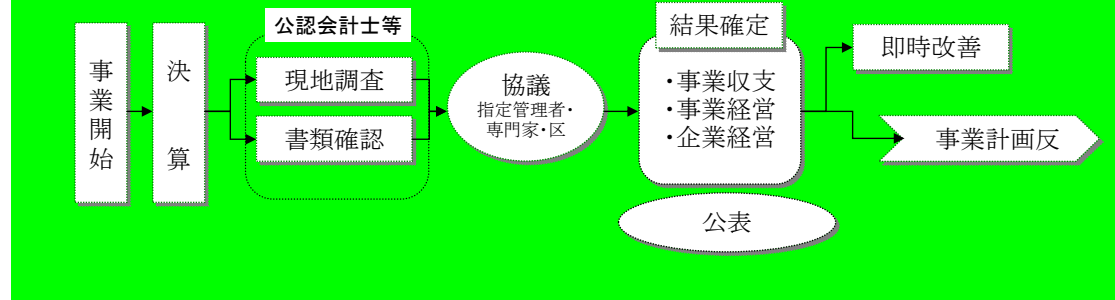 事業開始
決算
公認会計士等
現地調査
書類確認
協議
指定管理者・
専門家・区
結果確定
・事業収支
・事業経営
・企業経営
公表
即時改善
事業計画反